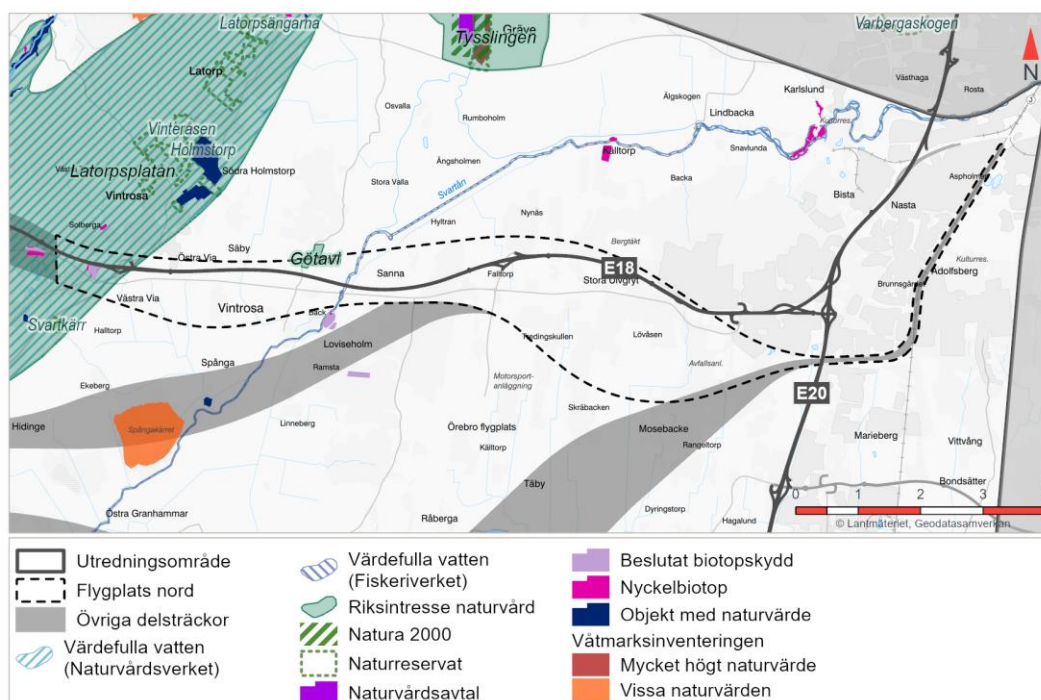 Latorpsängarna
Tysslingen
Gräve
Varbergaskogen
Latorp
Osvalla
Rumboholm
Älgskogen
Karlslund
Västhaga
Rosta
N
Lindbacka
Kulturres.
Vinteråsen
Holmstorp
Latorpsplatån
Södra Holmstorp
Ängsholmen
Källtorp
Snavlunda
Vintrosa
Stora Valla
Svartån
Backa
Bista
Aspholmen
Nasta
Solberga
Hyltran
Nynäs
Säby
Östra Via
Götavi
Bergtäkt
Kulturres.
Sanna
Falltorp
E18
Stora Ulvgryt
Adolfsberg
Brunnsgärdet
Västra Via
Vintrosa
Svartkärr
Halltorp
Bäck
Loviseholm
Tredingskullen
Lövåsen
Spånga
Ramsta
Avfallsanl.
Ekeberg
Motorsport-
anläggning
E20
Skråbacken
Hidinge
Spångakärret
Linneberg
Örebro flygplats
Källtorp
Mosebacke
Rangeltorp
Marieberg
Vittvång
Täby
Bondsätter
Östra Granhammar
Råberga
Dyringstorp
Hagalund
0 1 2 3
© Lantmäteriet, Geodatasamverkan
Utredningsområde
Flygplats nord
Övriga delsträckor
Värdefulla vatten
(Naturvårdsverket)
Värdefulla vatten
(Fiskeriverket)
Riksintresse naturvård
Natura 2000
Naturreservat
Naturvårdsavtal
Beslutat biotopskydd
Nyckelbiotop
Objekt med naturvärde
Våtmarksinventeringen
Mycket högt naturvärde
Vissa naturvärden